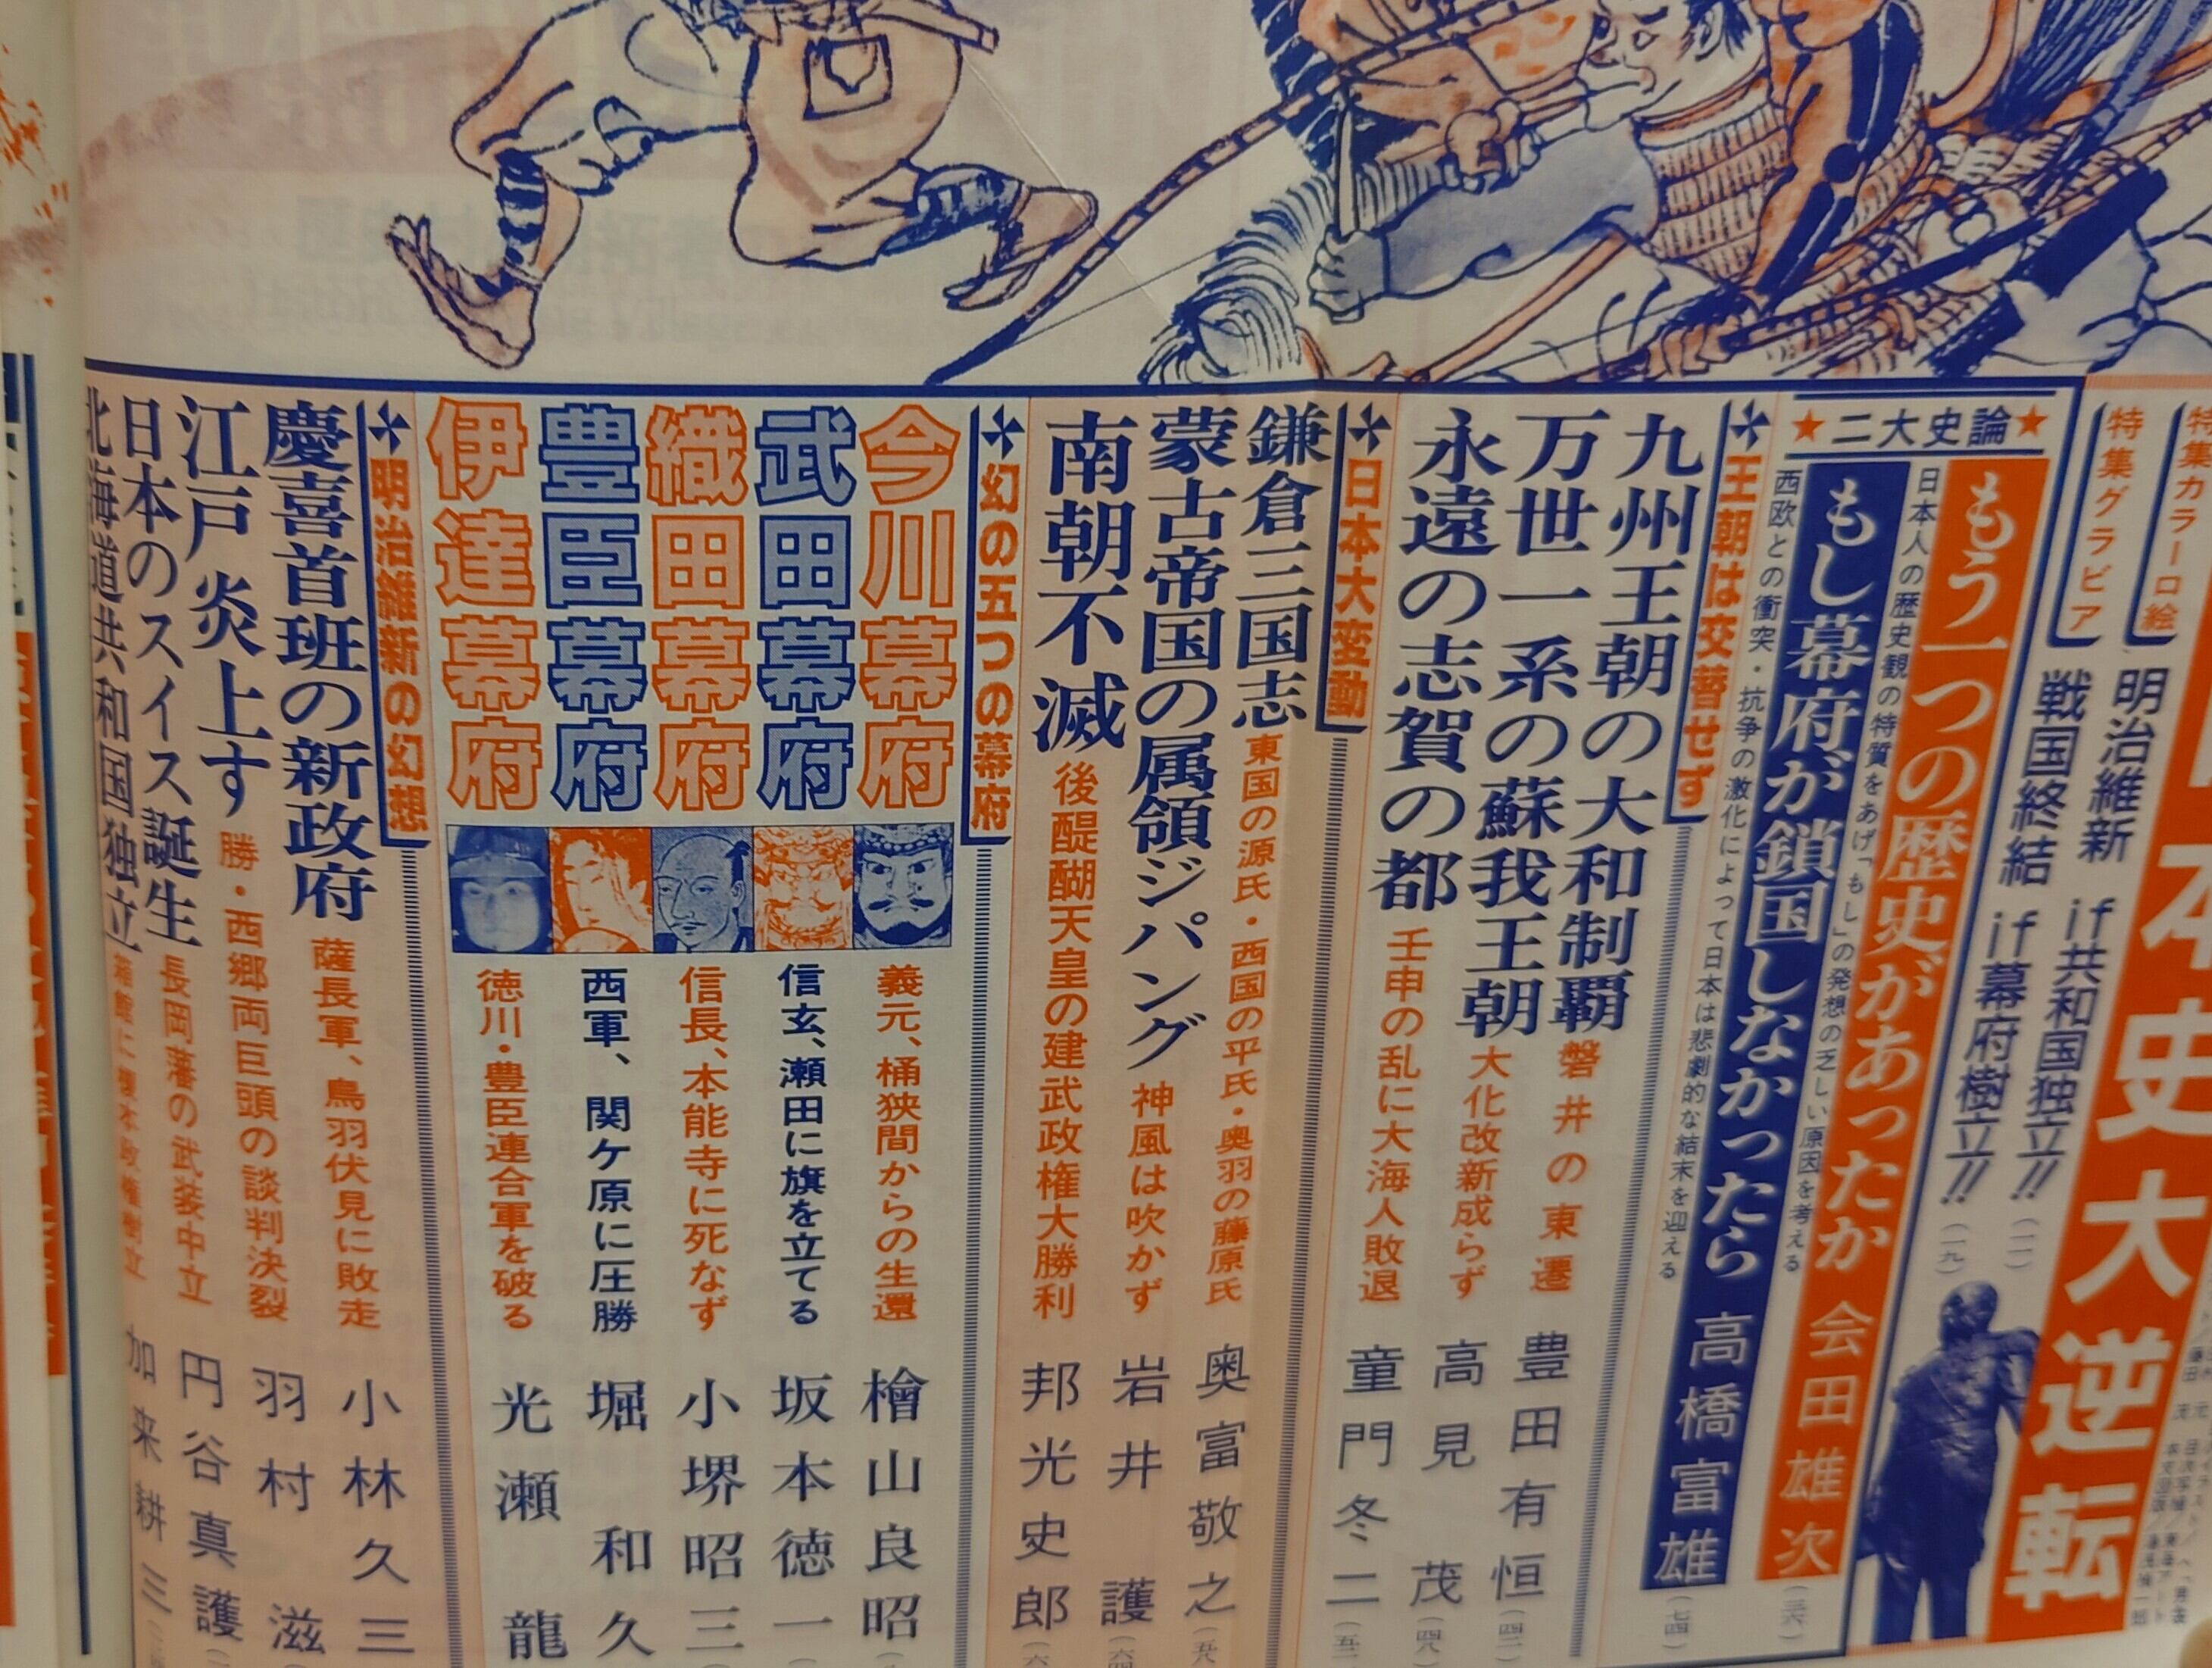 本史大逆転
特集カラー口絵
明治維新 if共和国独立!!
(一一)
特集グラビア
戦国終結 if幕府樹立!!
(一九)
★二大史論★
もう一つの歴史があったか
会田雄次
日本人の歴史観の特質をあげ「もし」の発想の乏しい原因を考える
もし幕府が鎖国しなかったら
高橋富雄
(七四)
西欧との衝突・抗争の激化によって日本は悲劇的な結末を迎える
王朝は交替せず
九州王朝の大和制覇
磐井の東遷
豊田有恒
万世一系の蘇我王朝
大化改新成らず
高見茂
永遠の志賀の都
壬申の乱に大海人敗退
童門冬二
日本大変動
鎌倉三国志
東国の源氏・西国の平氏・奥羽の藤原氏
奥富敬之
蒙古帝国の属領ジパング
神風は吹かず
岩井護
南朝不滅
後醍醐天皇の建武政権大勝利
邦光史郎
幻の五つの幕府
今川幕府
義元、桶狭間からの生還
檜山良昭
武田幕府
信玄、瀬田に旗を立てる
坂本徳一
織田幕府
信長、本能寺に死なず
小堺昭三
豊臣幕府
西軍、関ケ原に圧勝
堀和久
伊達幕府
徳川・豊臣連合軍を破る
光瀬龍
明治維新の幻想
慶喜首班の新政府
薩長軍、鳥羽伏見に敗走
小林久三
江戸炎上す
勝・西郷両巨頭の談判決裂
羽村滋
日本のスイス誕生
長岡藩の武装中立
円谷真護
北海道共和国独立
箱館に榎本政権樹立
加来耕三